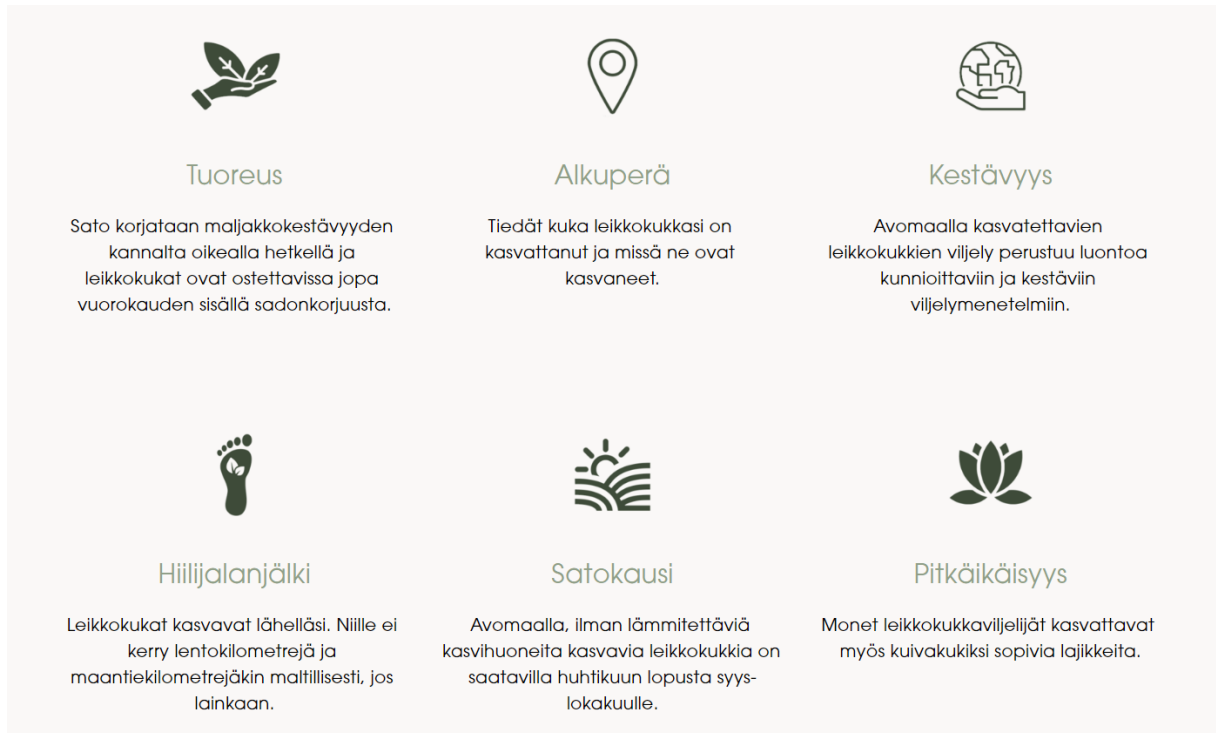 Tuoreus
Sato korjataan maljakkokestävyyden
kannalta oikealla hetkellä ja
leikkokukat ovat ostettavissa jopa
vuorokauden sisällä sadonkorjuusta.
Alkuperä
Tiedät kuka leikkokukkasi on
kasvattanut ja missä ne ovat
kasvaneet.
Kestävyys
Avomaalla kasvatettavien
leikkokukkien viljely perustuu luontoa
kunnioittaviin ja kestäviin
viljelymenetelmiin.
Hiilijalanjälki
Leikkokukat kasvavat lähelläsi. Niille ei
kerry lentokilometrejä ja
maantiekilometrejäkin maltillisesti, jos
lainkaan.
Satokausi
Avomaalla, ilman lämmitettäviä
kasvihuoneita kasvavia leikkokukkia on
saatavilla huhtikuun lopusta syys-
lokakuulle.
Pitkäikäisyys
Monet leikkokukkaviljelijät kasvattavat
myös kuivakukiksi sopivia lajikkeita.